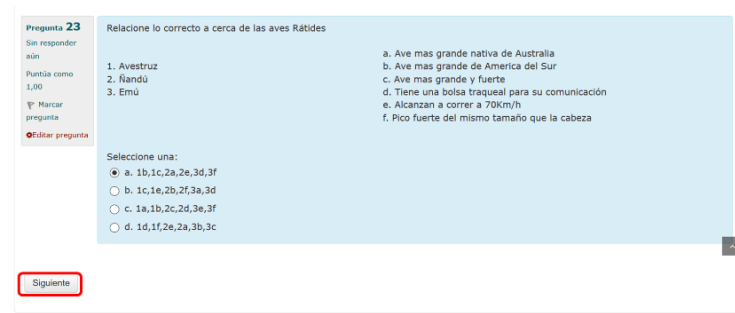 Pregunta 23
Sin responder
aún
Puntúa como
1,00
Marcar
pregunta
Editar pregunta
Relacione lo correcto a cerca de las aves Rátides
1. Avestruz
2. Ñandú
3. Emú
a. Ave mas grande nativa de Australia
b. Ave mas grande de America del Sur
c. Ave mas grande y fuerte
d. Tiene una bolsa traqueal para su comunicación
e. Alcanzan a correr a 70Km/h
f. Pico fuerte del mismo tamaño que la cabeza
Seleccione una:
a. 1b,1c,2a,2e,3d,3f
b. 1c,1e,2b,2f,3a,3d
c. 1a,1b,2c,2d,3e,3f
d. 1d,1f,2e,2a,3b,3c
Siguiente